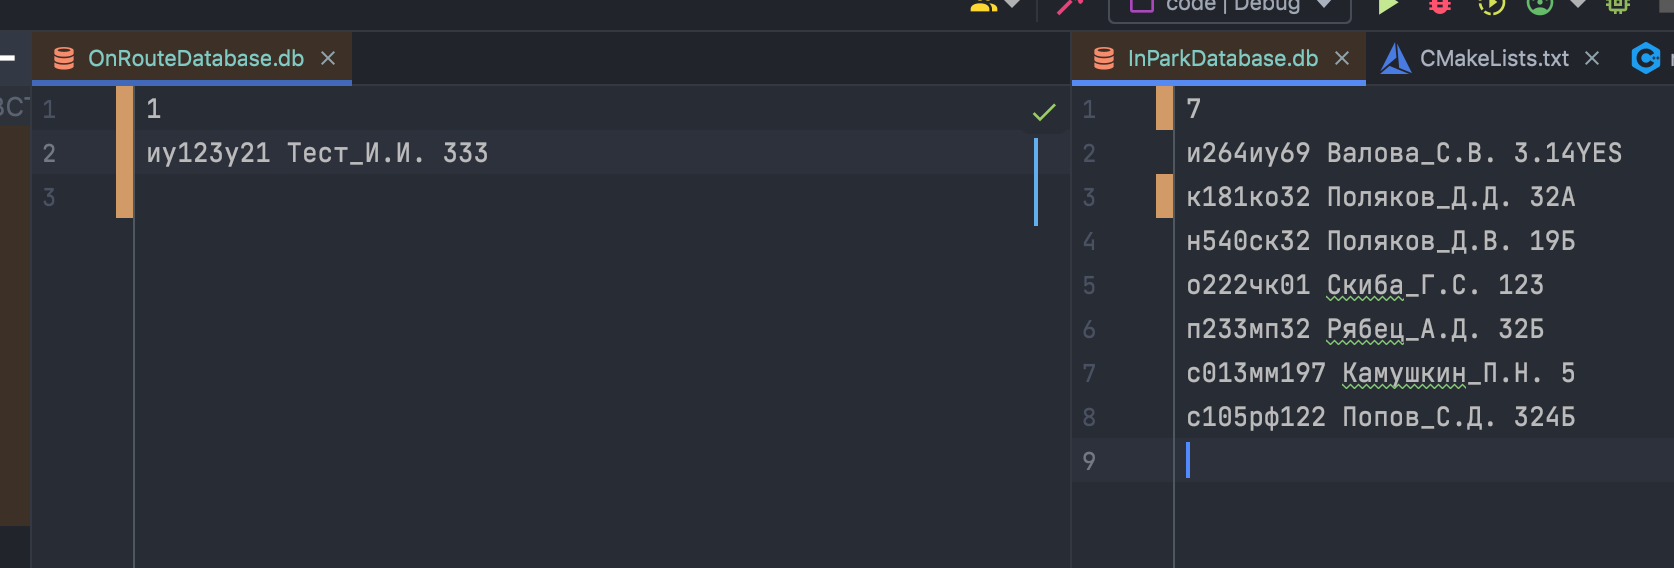 code | Debug
OnRouteDatabase.db
InParkDatabase.db
CMakeLists.txt
1 1
2 иу123у21 Тест_И.И. 333
3
1 7
2 и264иу69 Валова_С.В. 3.14YES
3 к181ко32 Поляков_Д.Д. 32А
4 н540ск32 Поляков_Д.В. 19Б
5 о222чк01 Скиба_Г.С. 123
6 п233мп32 Рябец_А.Д. 32Б
7 с013мм197 Камушкин_П.Н. 5
8 с105рф122 Попов_С.Д. 324Б
9